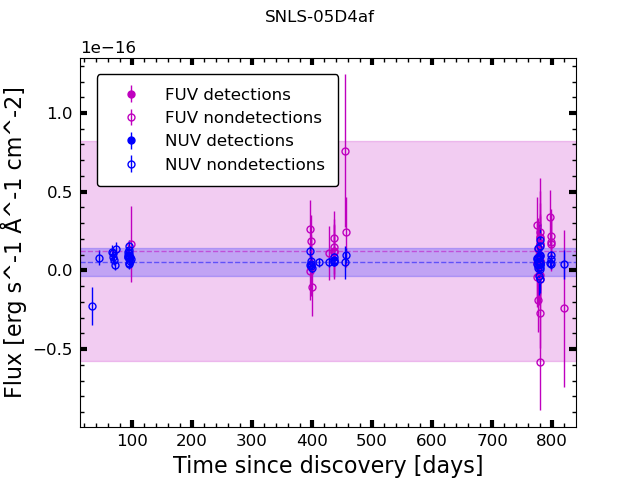 SNLS-05D4af
1e−16
FUV detections
FUV nondetections
NUV detections
NUV nondetections
1.0
0.5
0.0
−0.5
Flux [erg s^-1 Å^-1 cm^-2]
100 200 300 400 500 600 700 800
Time since discovery [days]